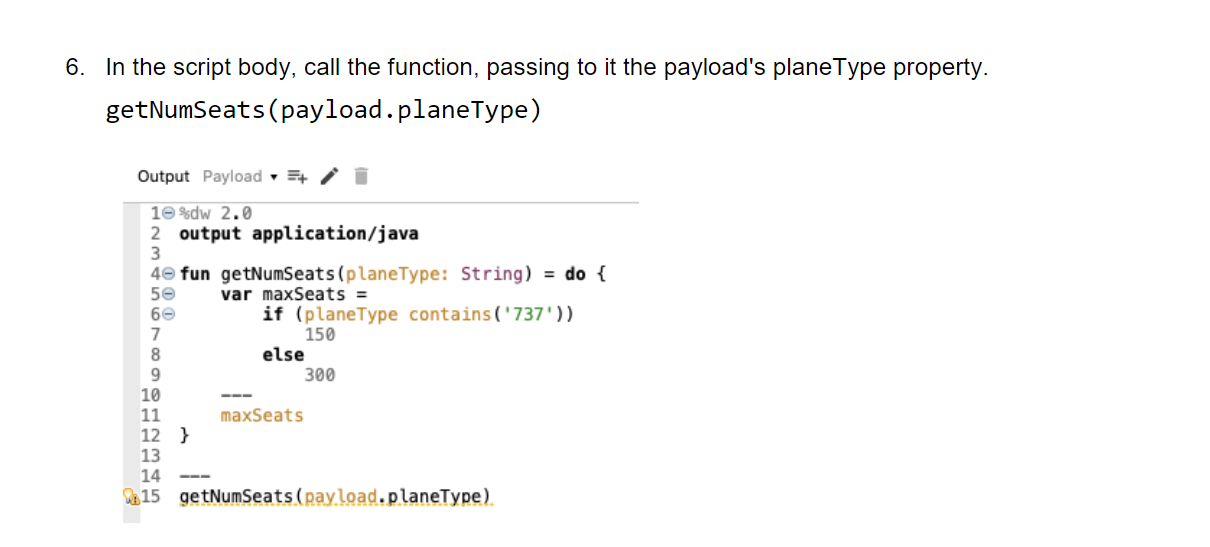 6. In the script body, call the function, passing to it the payload's planeType property.
getNumSeats(payload.planeType)
Output Payload
1 %dw 2.0
2 output application/java
3
4 fun getNumSeats(planeType: String) = do {
5 var maxSeats =
6 if (planeType contains('737'))
7 150
8 else
9 300
10 ---
11 maxSeats
12 }
13
14 ---
15 getNumSeats(payload.planeType)